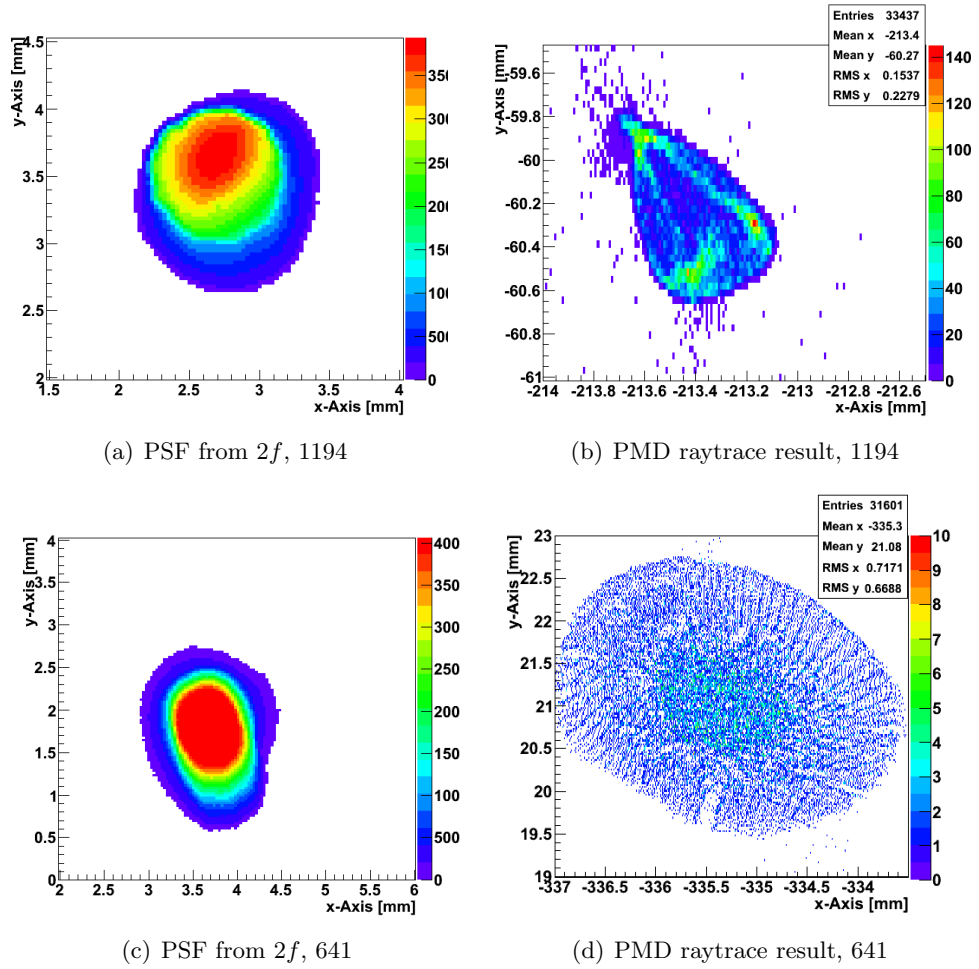 y-Axis [mm]
4.5
4
3.5
3
2.5
2
1.5 2 2.5 3 3.5 4
x-Axis [mm]
350
300
250
200
150
100
50
0
(a) PSF from 2f, 1194
Entries 33437
Mean x -213.4
Mean y -60.27
RMS x 0.1537
RMS y 0.2279
y-Axis [mm]
-59.6
-59.8
-60
-60.2
-60.4
-60.6
-60.8
-61
-214 -213.8 -213.6 -213.4 -213.2 -213 -212.8 -212.6
x-Axis [mm]
140
120
100
80
60
40
20
0
(b) PMD raytrace result, 1194
y-Axis [mm]
4
3.5
3
2.5
2
1.5
1
0.5
0
2 2.5 3 3.5 4 4.5 5 5.5 6
x-Axis [mm]
400
350
300
250
200
150
100
500
0
(c) PSF from 2f, 641
Entries 31601
Mean x -335.3
Mean y 21.08
RMS x 0.7171
RMS y 0.6688
y-Axis [mm]
23
22.5
22
21.5
21
20.5
20
19.5
19
-337 -336.5 -336 -335.5 -335 -334.5 -334
x-Axis [mm]
10
9
8
7
6
5
4
3
2
1
0
(d) PMD raytrace result, 641